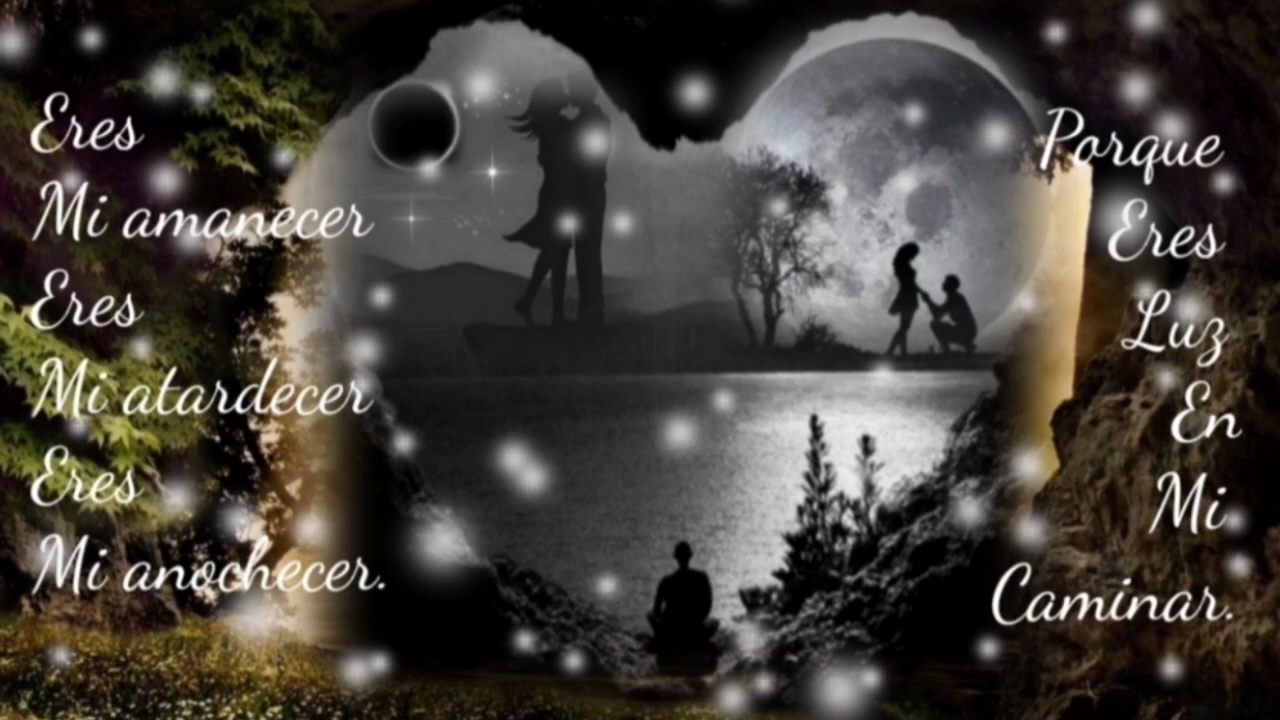 Eres
Mi amanecer
Eres
Mi atardecer
Eres
Mi anochecer.
Porque
Eres
Luz
En
Mi
Caminar.